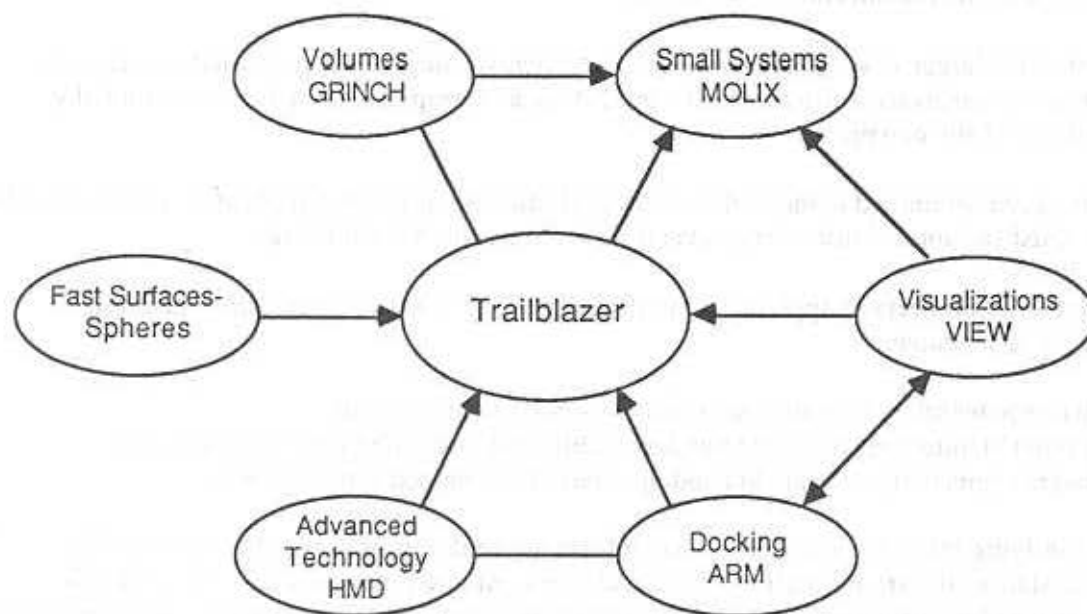 Volumes
GRINCH
Small Systems
MOLIX
Fast Surfaces-
Spheres
Trailblazer
Visualizations
VIEW
Advanced
Technology
HMD
Docking
ARM